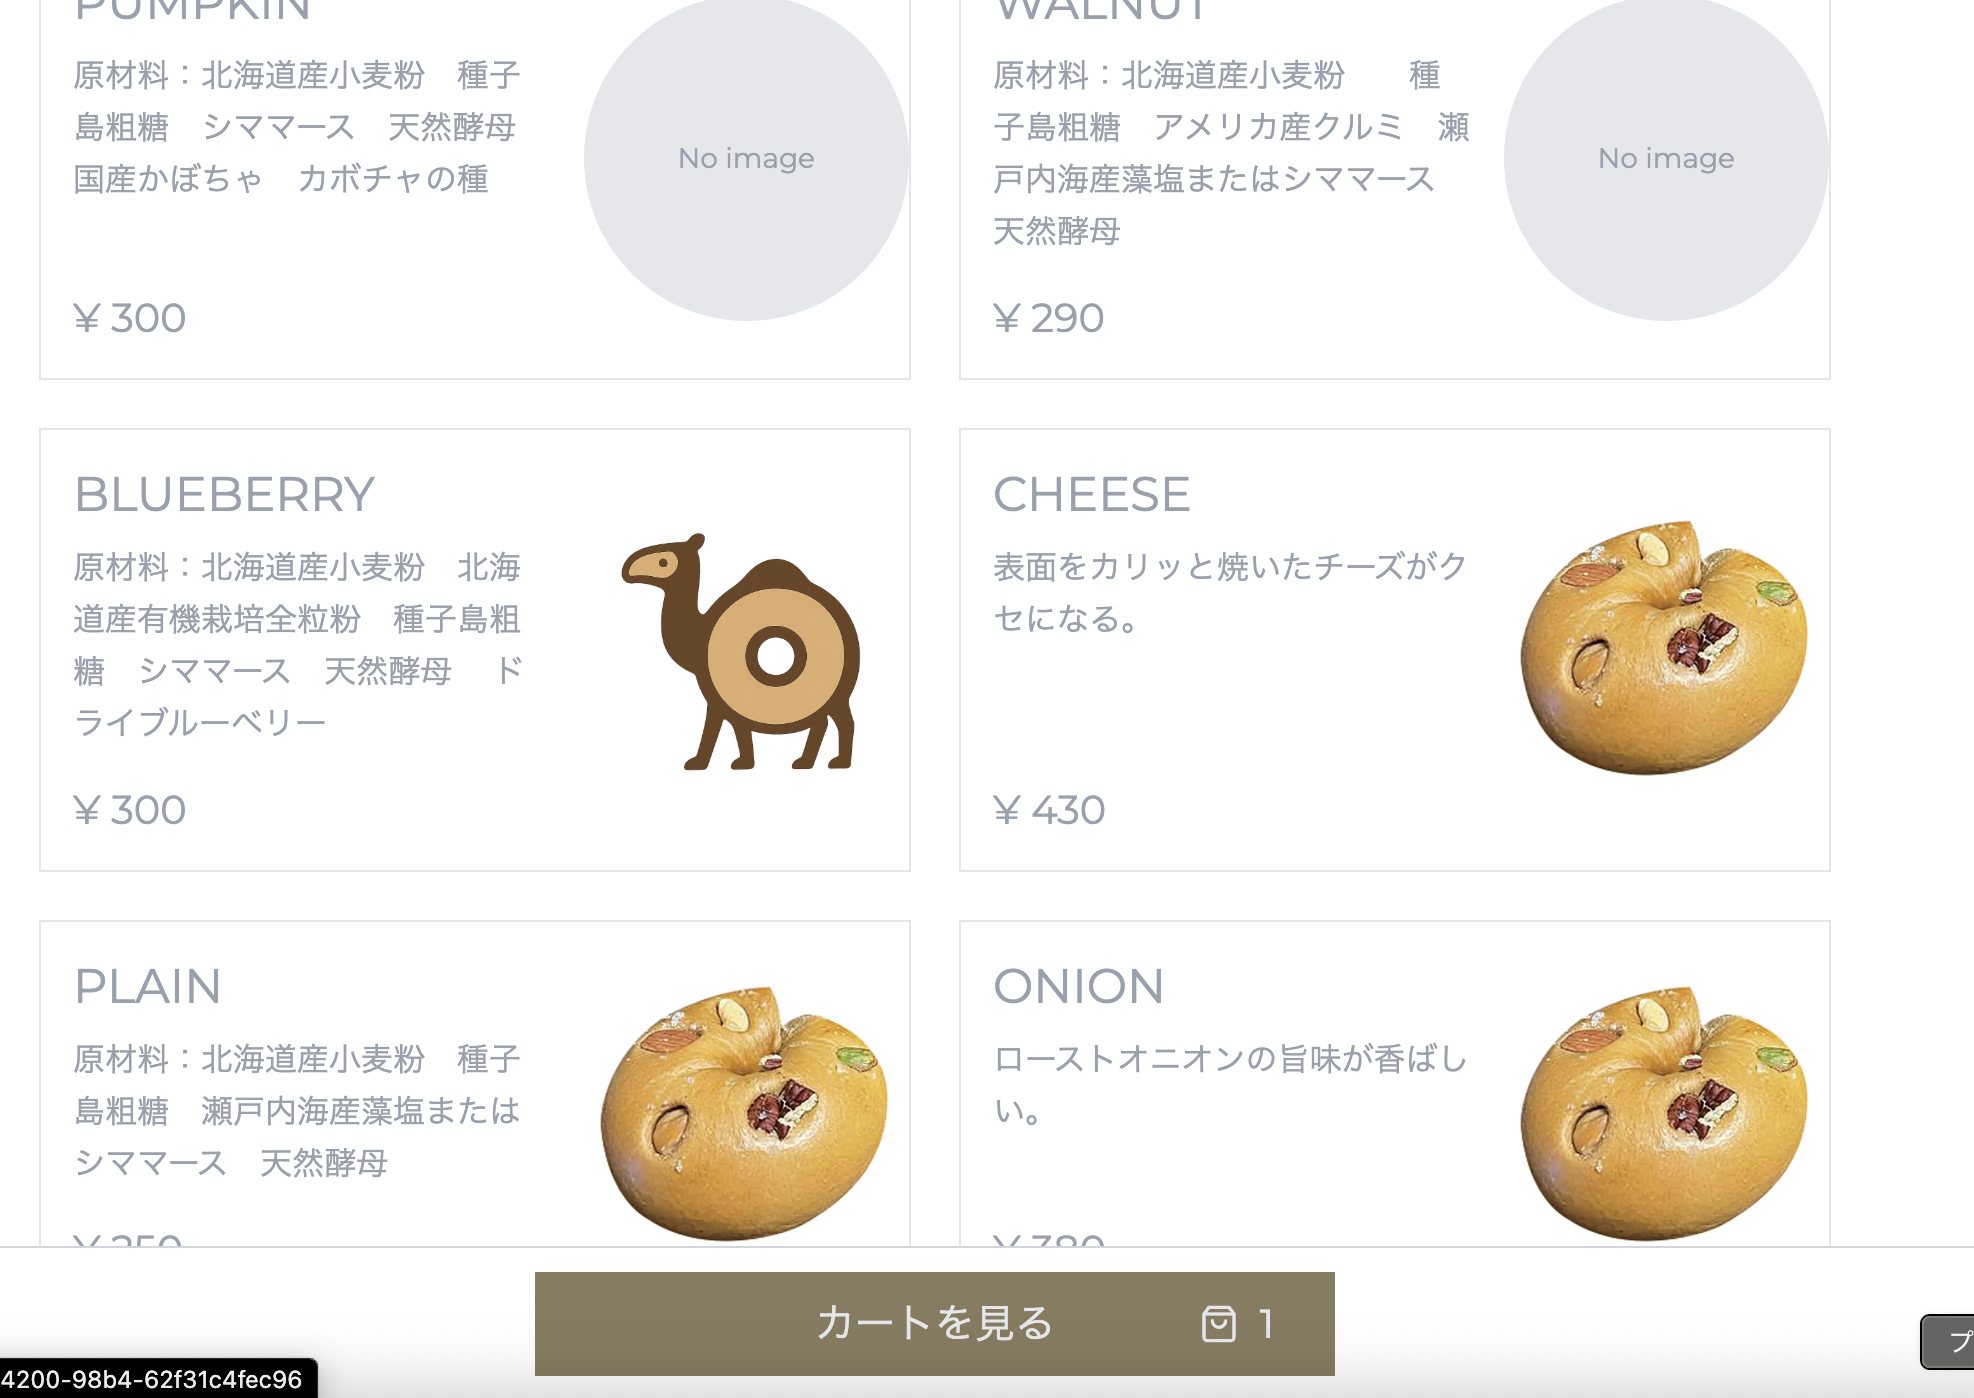 PUMPKIN
原材料：北海道産小麦粉　種子
島粗糖　シママース　天然酵母
国産かぼちゃ　カボチャの種
No image
¥ 300
WALNUT
原材料：北海道産小麦粉　　種
子島粗糖　アメリカ産クルミ　瀬
戸内海産藻塩またはシママース
天然酵母
No image
¥ 290
BLUEBERRY
原材料：北海道産小麦粉　北海
道産有機栽培全粒粉　種子島粗
糖　シママース　天然酵母　ド
ライブルーベリー
¥ 300
CHEESE
表面をカリッと焼いたチーズがク
セになる。
¥ 430
PLAIN
原材料：北海道産小麦粉　種子
島粗糖　瀬戸内海産藻塩または
シママース　天然酵母
ONION
ローストオニオンの旨味が香ばし
い。
¥ 380
カートを見る 1
プ
4200-98b4-62f31c4fec96